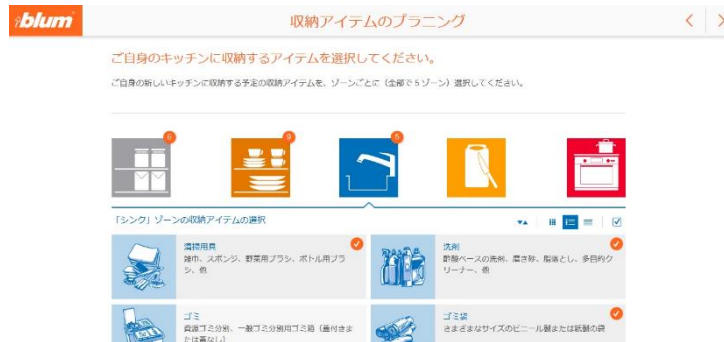 blum
収納アイテムのプラニング
ご自身のキッチンに収納するアイテムを選択してください。
ご自身の新しいキッチンに収納する予定の収納アイテムを、ゾーンごとに（全部で5ゾーン）選択してください。
6
9
5
「シンク」ゾーンの収納アイテムの選択
清掃用具
雑巾、スポンジ、野菜用ブラシ、ボトル用ブラ
シ、他
洗剤
酢酸ベースの洗剤、磨き砂、脂落とし、多目的ク
リーナー、他
ゴミ
資源ゴミ分別、一般ゴミ分別用ゴミ箱（蓋付きま
たは蓋なし）
ゴミ袋
さまざまなサイズのビニール製または紙製の袋